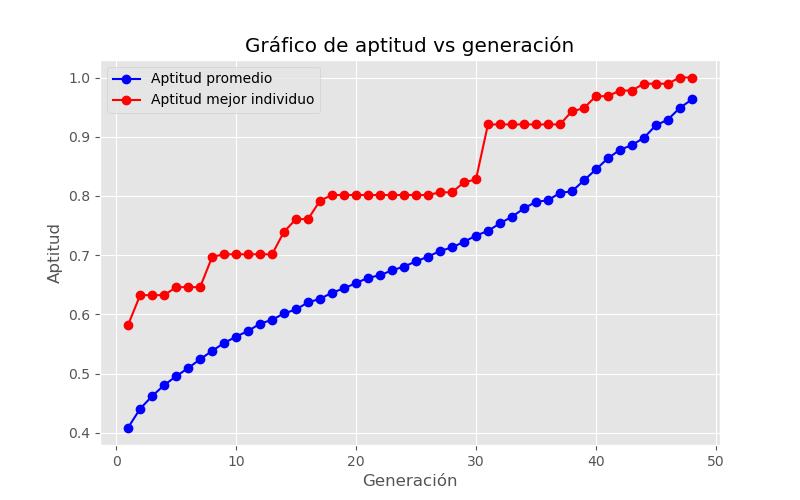 Gráfico de aptitud vs generación
Aptitud promedio
Aptitud mejor individuo
1.0
0.9
0.8
0.7
0.6
0.5
0.4
Aptitud
0 10 20 30 40 50
Generación